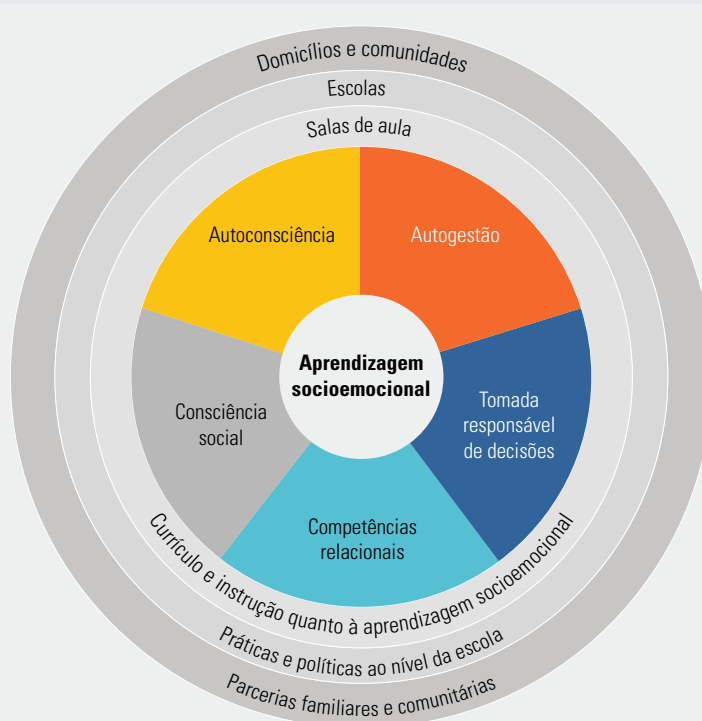 Domicílios e comunidades
Escolas
Salas de aula
Autoconsciência
Autogestão
Aprendizagem
socioemocional
Consciência
social
Tomada
responsável
de decisões
Competências
relacionais
Currículo e instrução quanto à aprendizagem socioemocional
Práticas e políticas ao nível da escola
Parcerias familiares e comunitárias